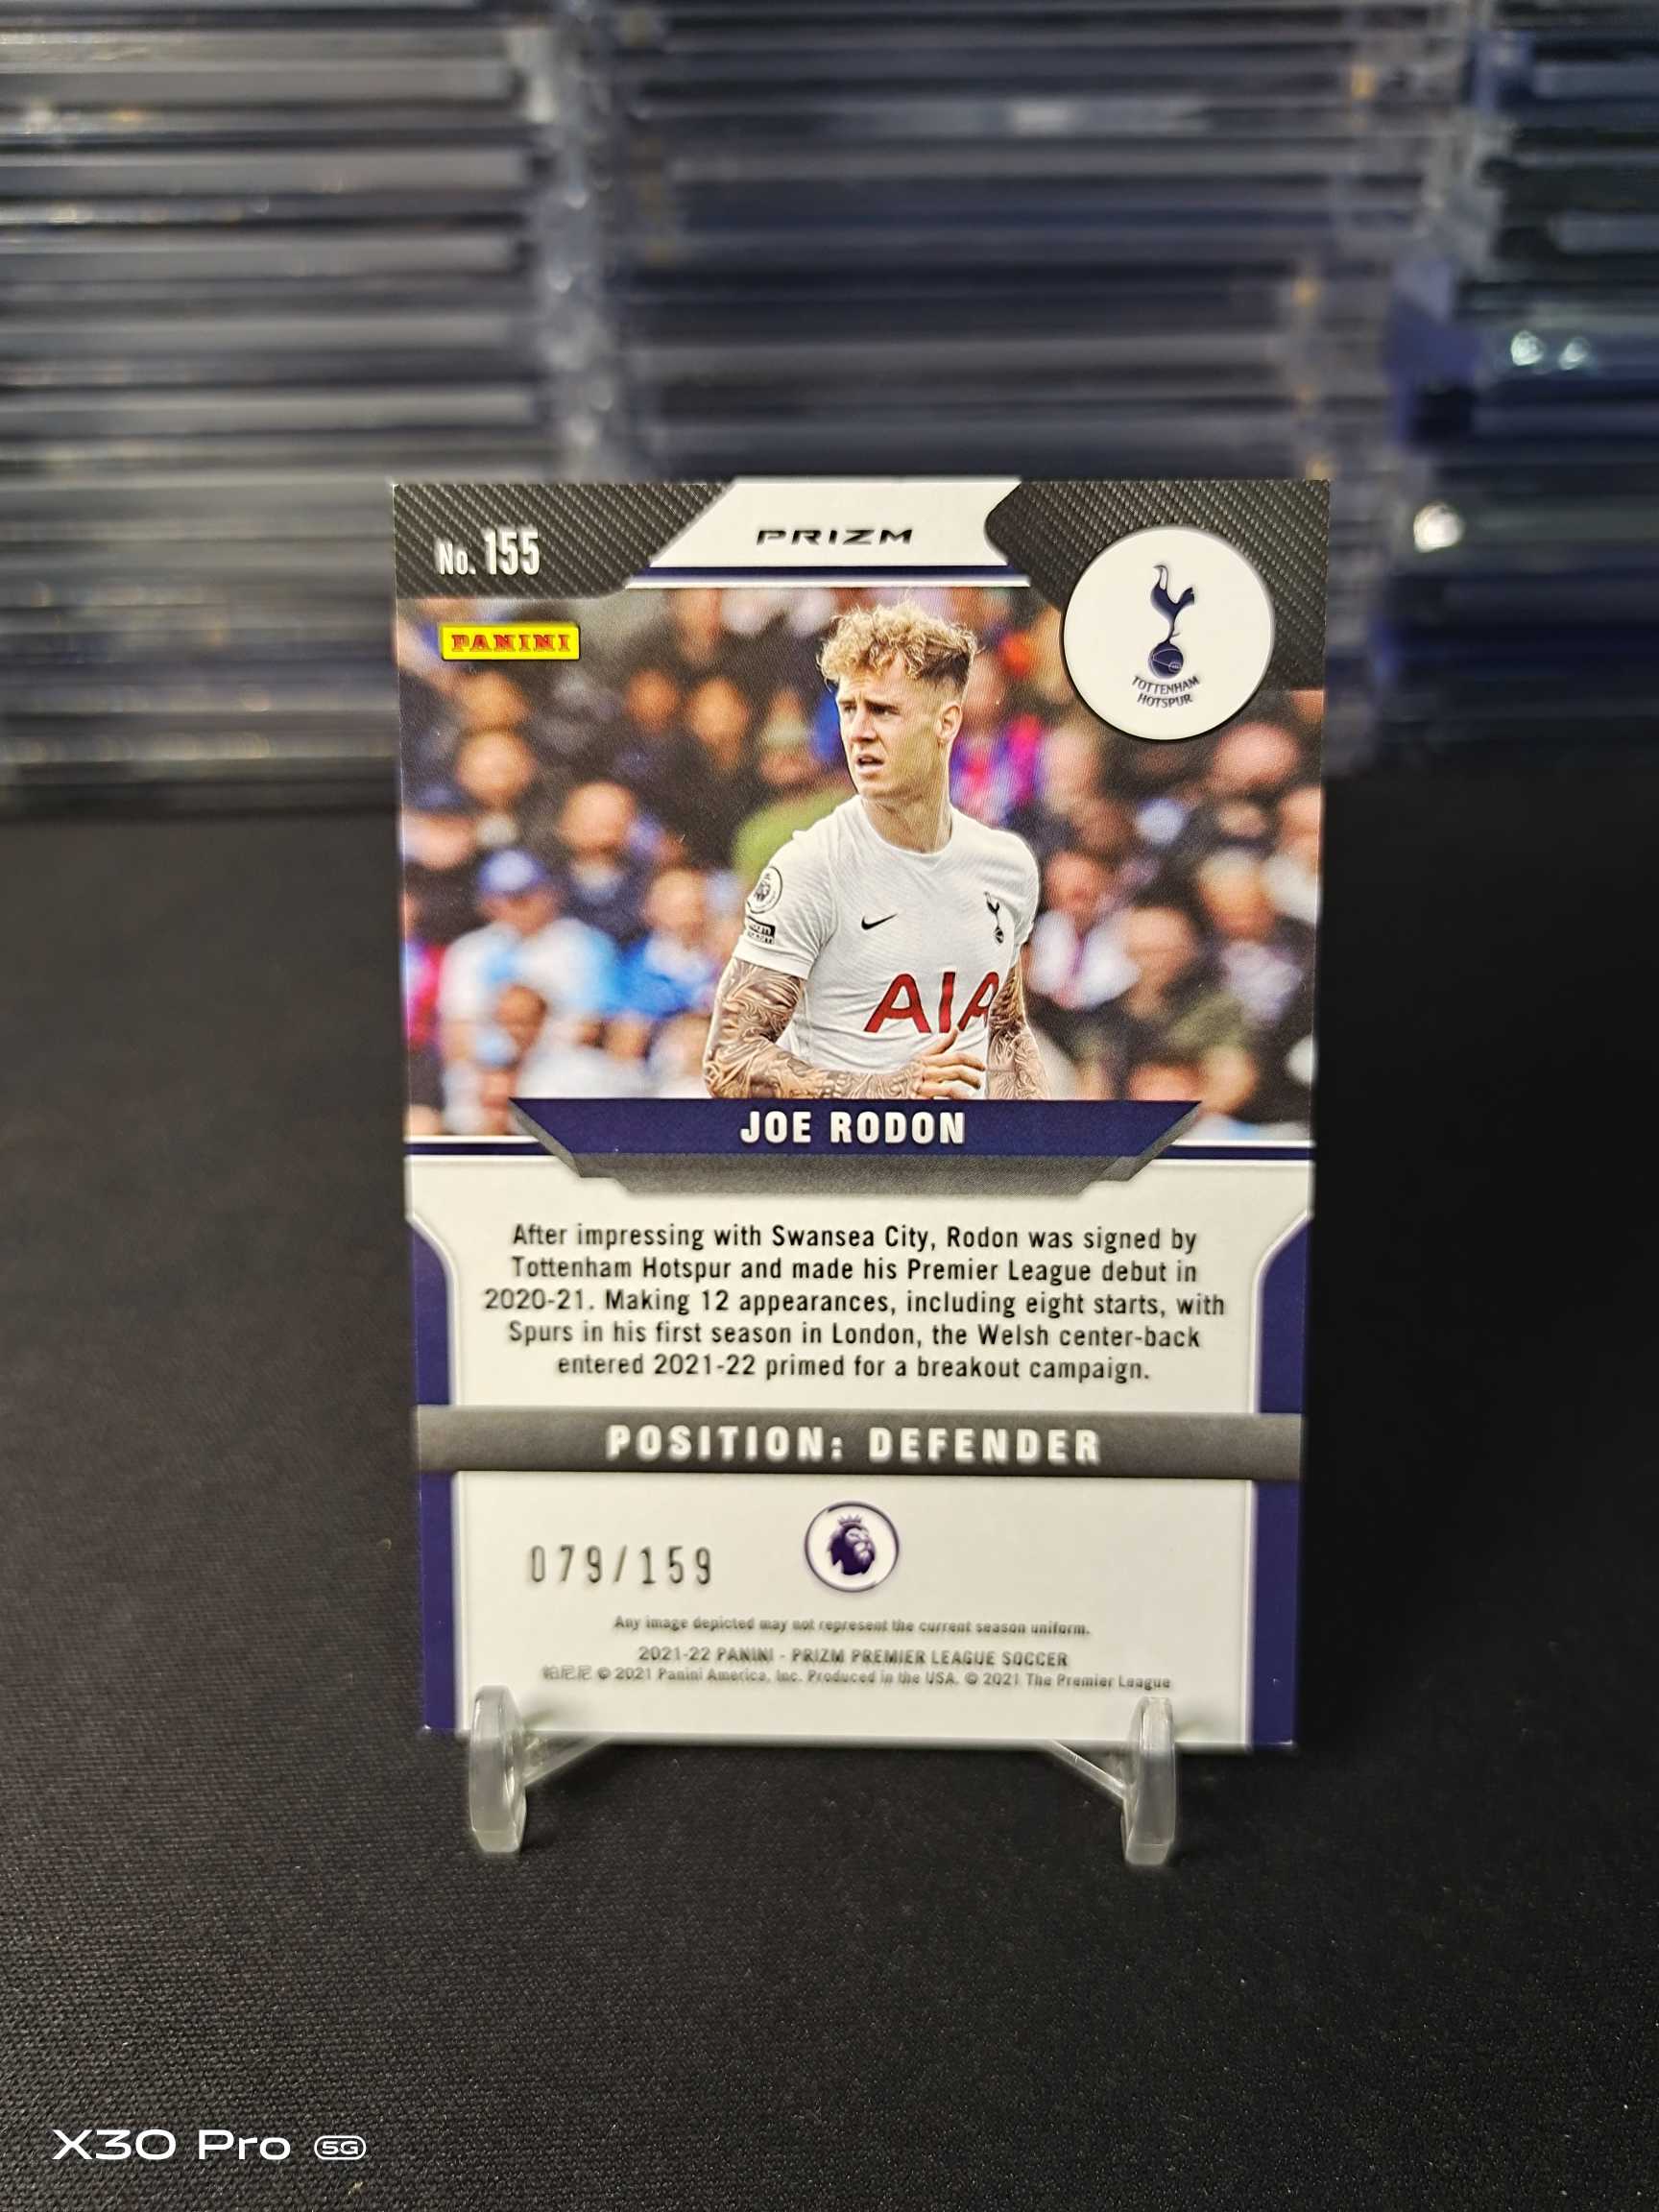 No. 155
PRIZM
PANINI
TOTTENHAM
HOTSPUR
AIA
JOE RODON
After impressing with Swansea City, Rodon was signed by
Tottenham Hotspur and made his Premier League debut in
2020-21. Making 12 appearances, including eight starts, with
Spurs in his first season in London, the Welsh center-back
entered 2021-22 primed for a breakout campaign.
POSITION: DEFENDER
079/159
Any image depicted may not represent the current season uniform.
2021-22 PANINI - PRIZM PREMIER LEAGUE SOCCER
帕尼尼 © 2021 Panini America, Inc. Produced in the USA. © 2021 The Premier League
X30 Pro 5G